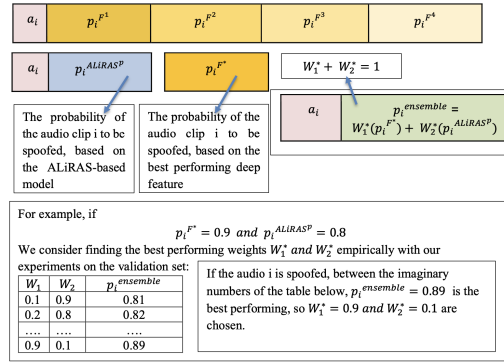 a_i p_i^{F^1} p_i^{F^2} p_i^{F^3} p_i^{F^4}
a_i p_i^{ALiRAS^p} p_i^{F^*} W_1^* + W_2^* = 1
The probability of
the audio clip i to be
spoofed, based on
the ALiRAS-based
model
The probability of the
audio clip i to be
spoofed, based on the
best performing deep
feature
a_i p_i^{ensemble} =
W_1^*(p_i^{F^*}) + W_2^*(p_i^{ALiRAS^p})
For example, if
p_i^{F^*} = 0.9 and p_i^{ALiRAS^p} = 0.8
We consider finding the best performing weights W_1^* and W_2^* empirically with our
experiments on the validation set:
W_1 W_2 p_i^{ensemble}
0.1 0.9 0.81
0.2 0.8 0.82
.... .... ....
0.9 0.1 0.89
If the audio i is spoofed, between the imaginary
numbers of the table below, p_i^{ensemble} = 0.89 is the
best performing, so W_1^* = 0.9 and W_2^* = 0.1 are
chosen.